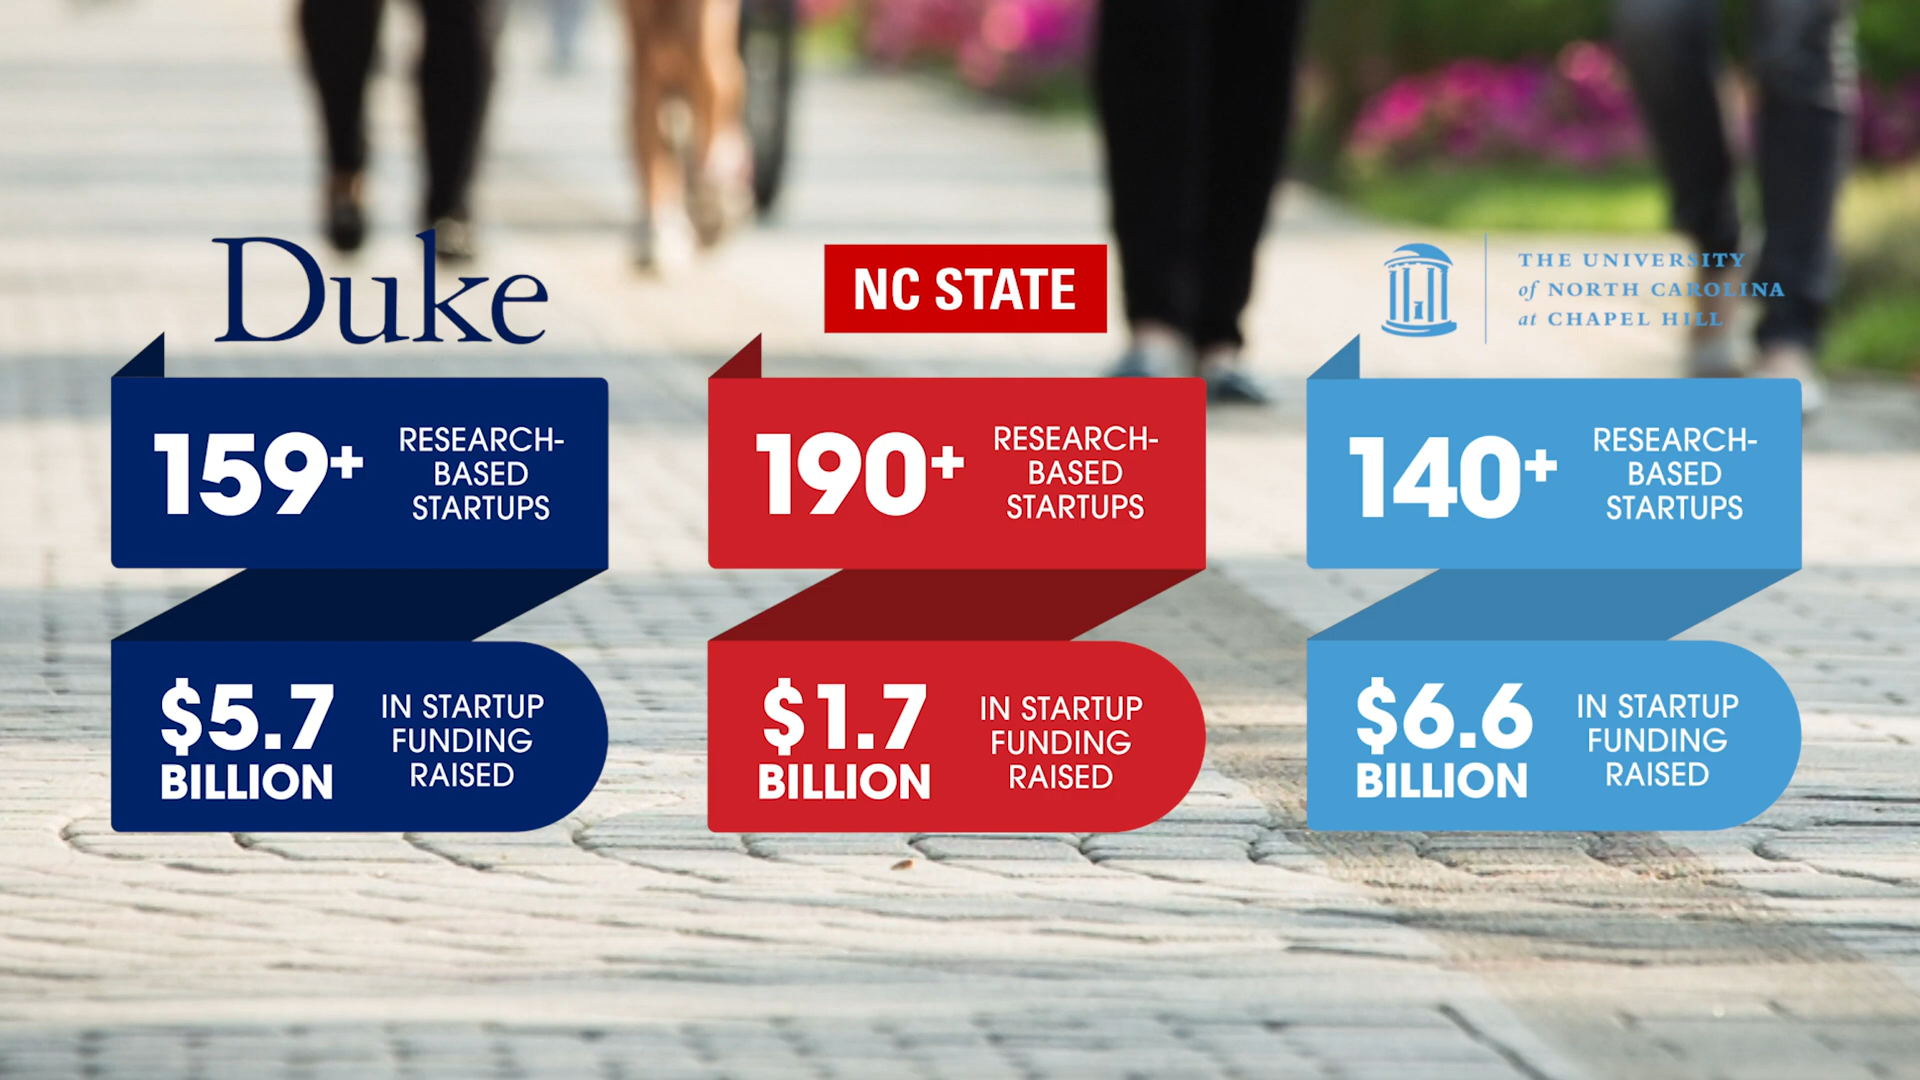 Duke
159+
RESEARCH-
BASED
STARTUPS
$5.7
BILLION
IN STARTUP
FUNDING
RAISED
NC STATE
190+
RESEARCH-
BASED
STARTUPS
$1.7
BILLION
IN STARTUP
FUNDING
RAISED
THE UNIVERSITY
of NORTH CAROLINA
at CHAPEL HILL
140+
RESEARCH-
BASED
STARTUPS
$6.6
BILLION
IN STARTUP
FUNDING
RAISED